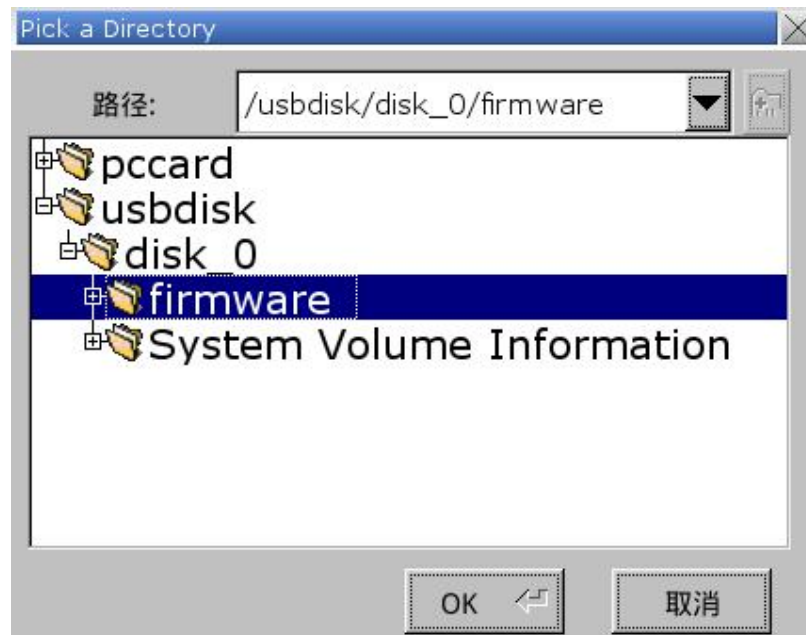 Pick a Directory
路径: /usbdisk/disk_0/firmware
pccard
usbdisk
disk_0
firmware
System Volume Information
OK 取消